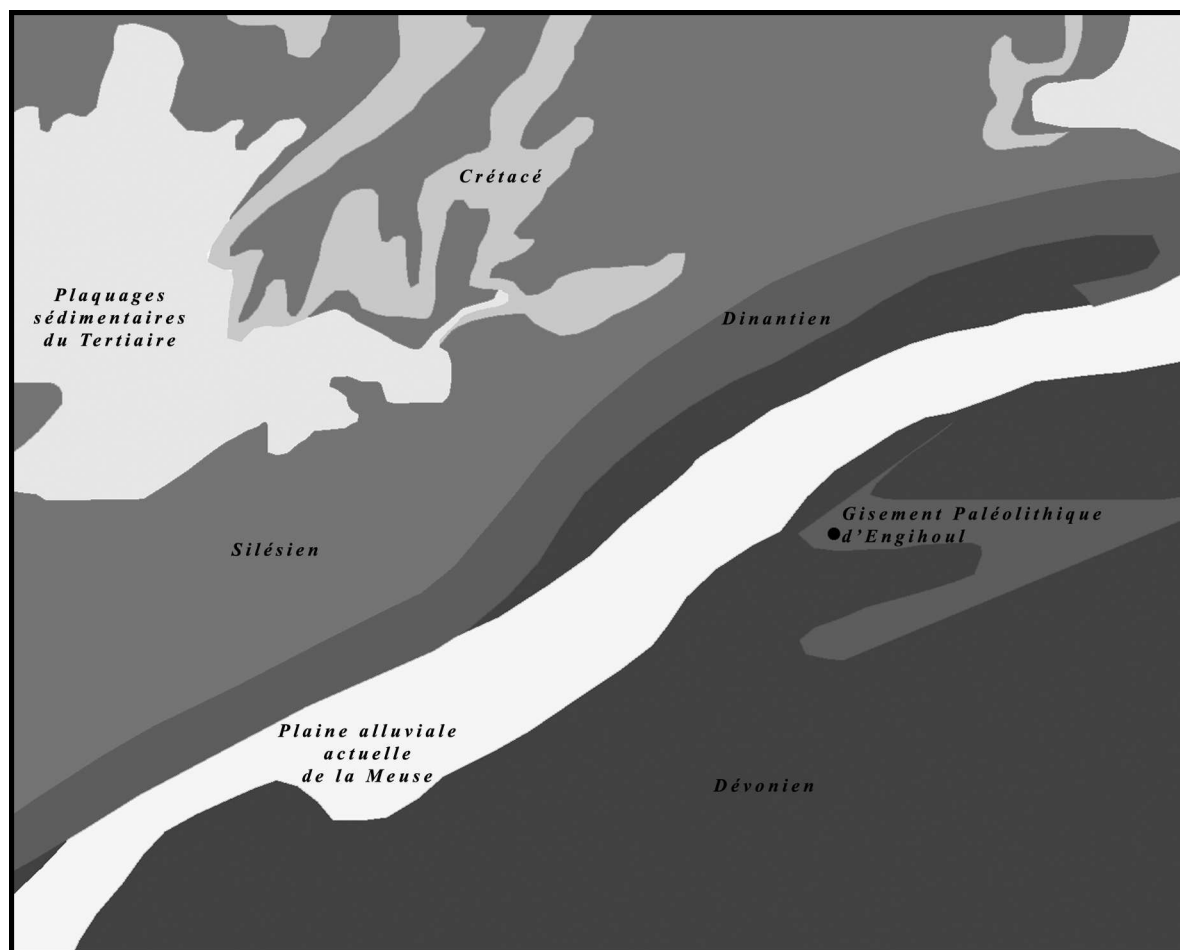 Crétacé
Plaquages
sédimentaires
du Tertiaire
Dinantien
Gisement Paléolithique
d'Engihoul
Silésien
Plaine alluviale
actuelle
de la Meuse
Dévonien